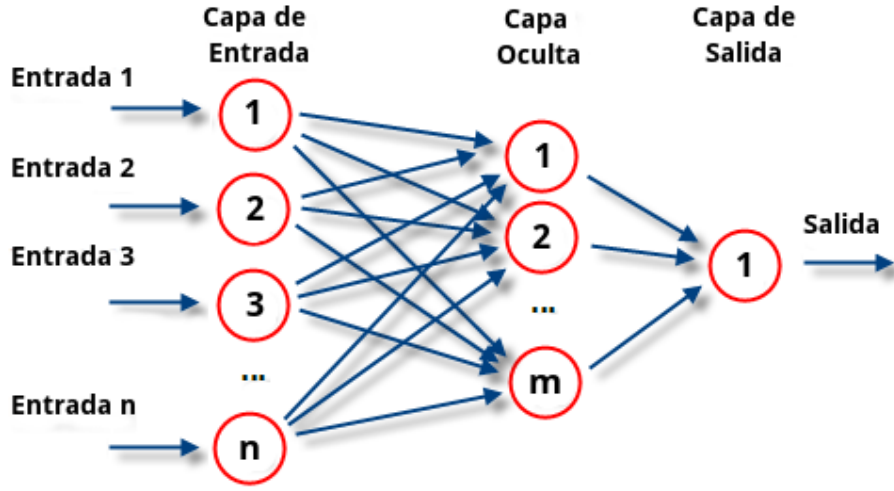 Capa de
Entrada
Capa
Oculta
Capa de
Salida
Entrada 1
1
Entrada 2
2
Entrada 3
3
...
Entrada n
n
1
2
...
m
1
Salida